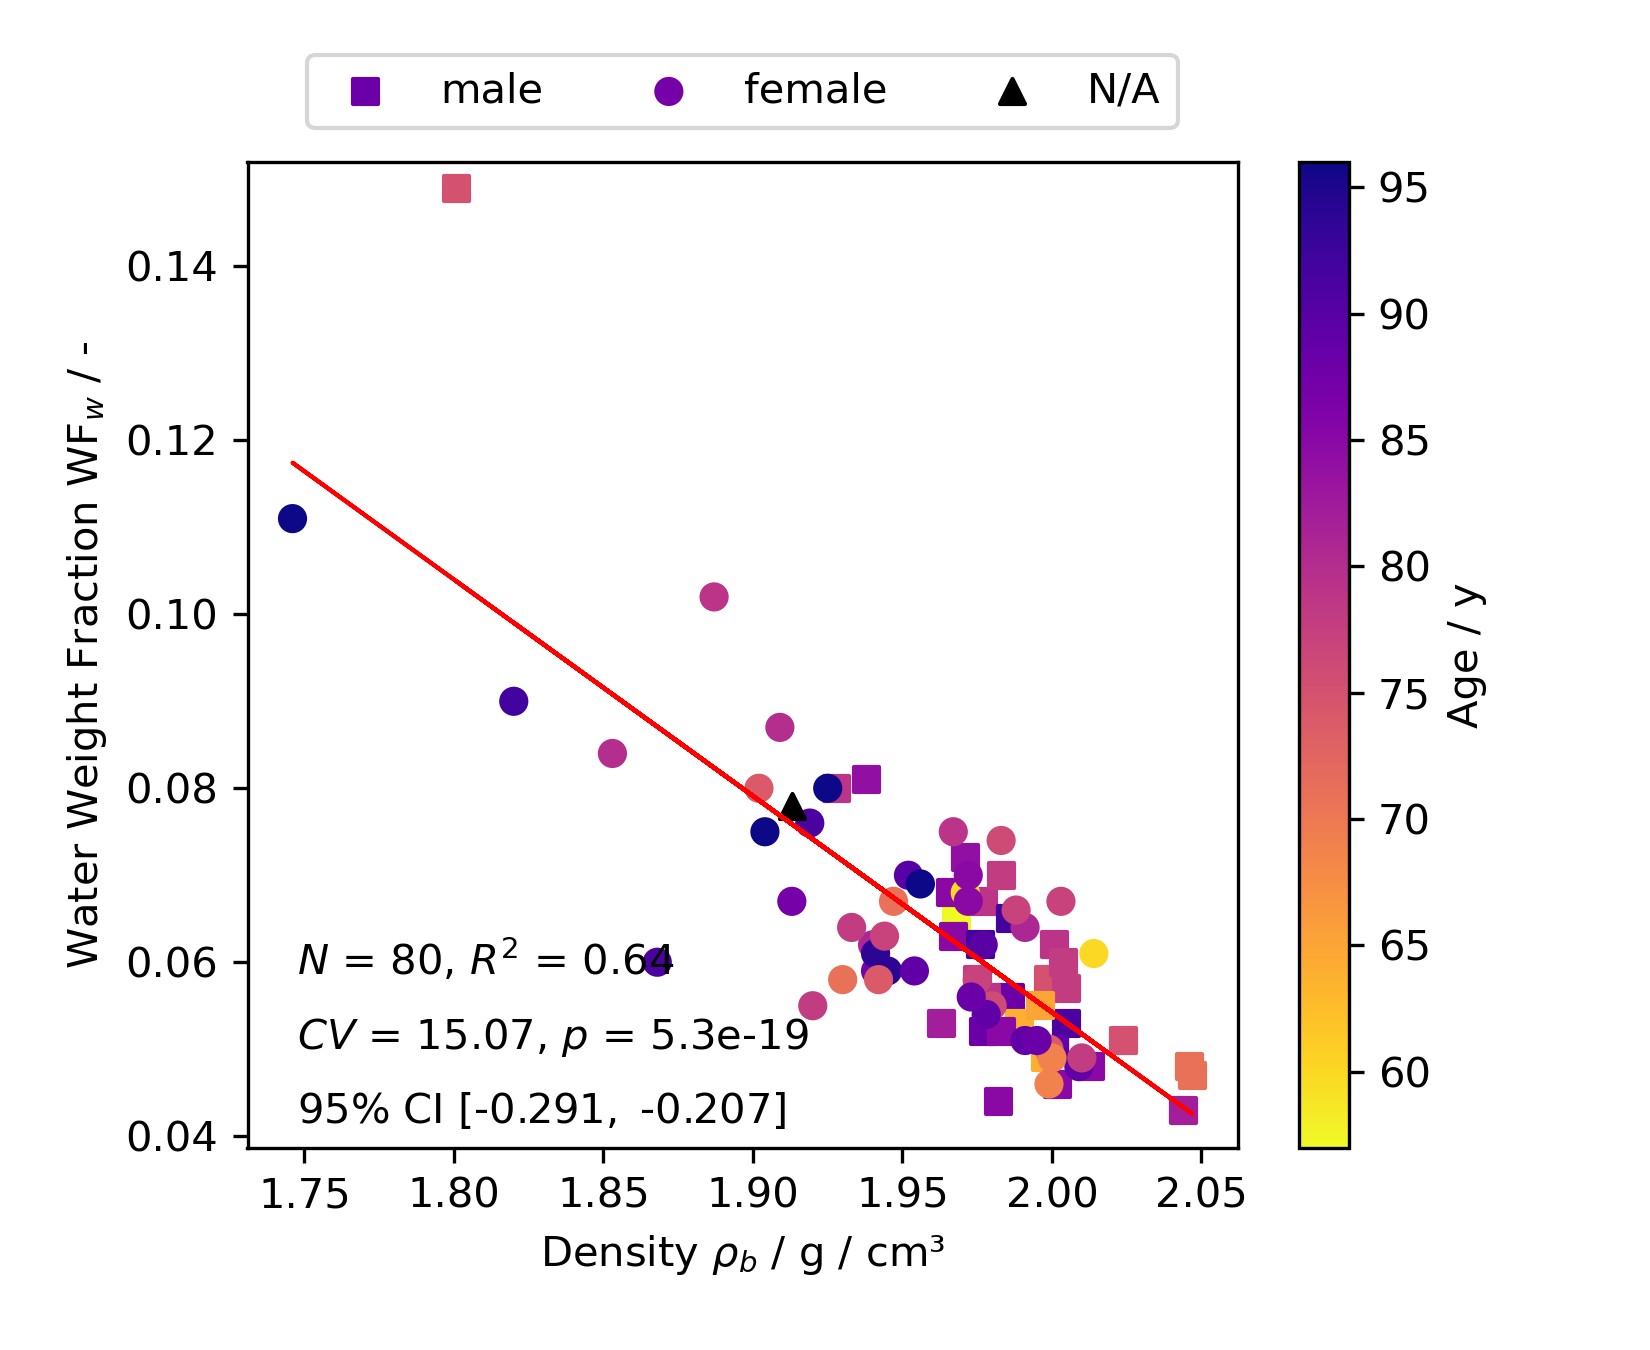 male female N/A
0.14
0.12
0.10
0.08
0.06
0.04
Water Weight Fraction WF_w / -
N = 80, R² = 0.64
CV = 15.07, p = 5.3e-19
95% CI [-0.291, -0.207]
1.75 1.80 1.85 1.90 1.95 2.00 2.05
Density ρ_b / g / cm³
95
90
85
80
75
70
65
60
Age / y